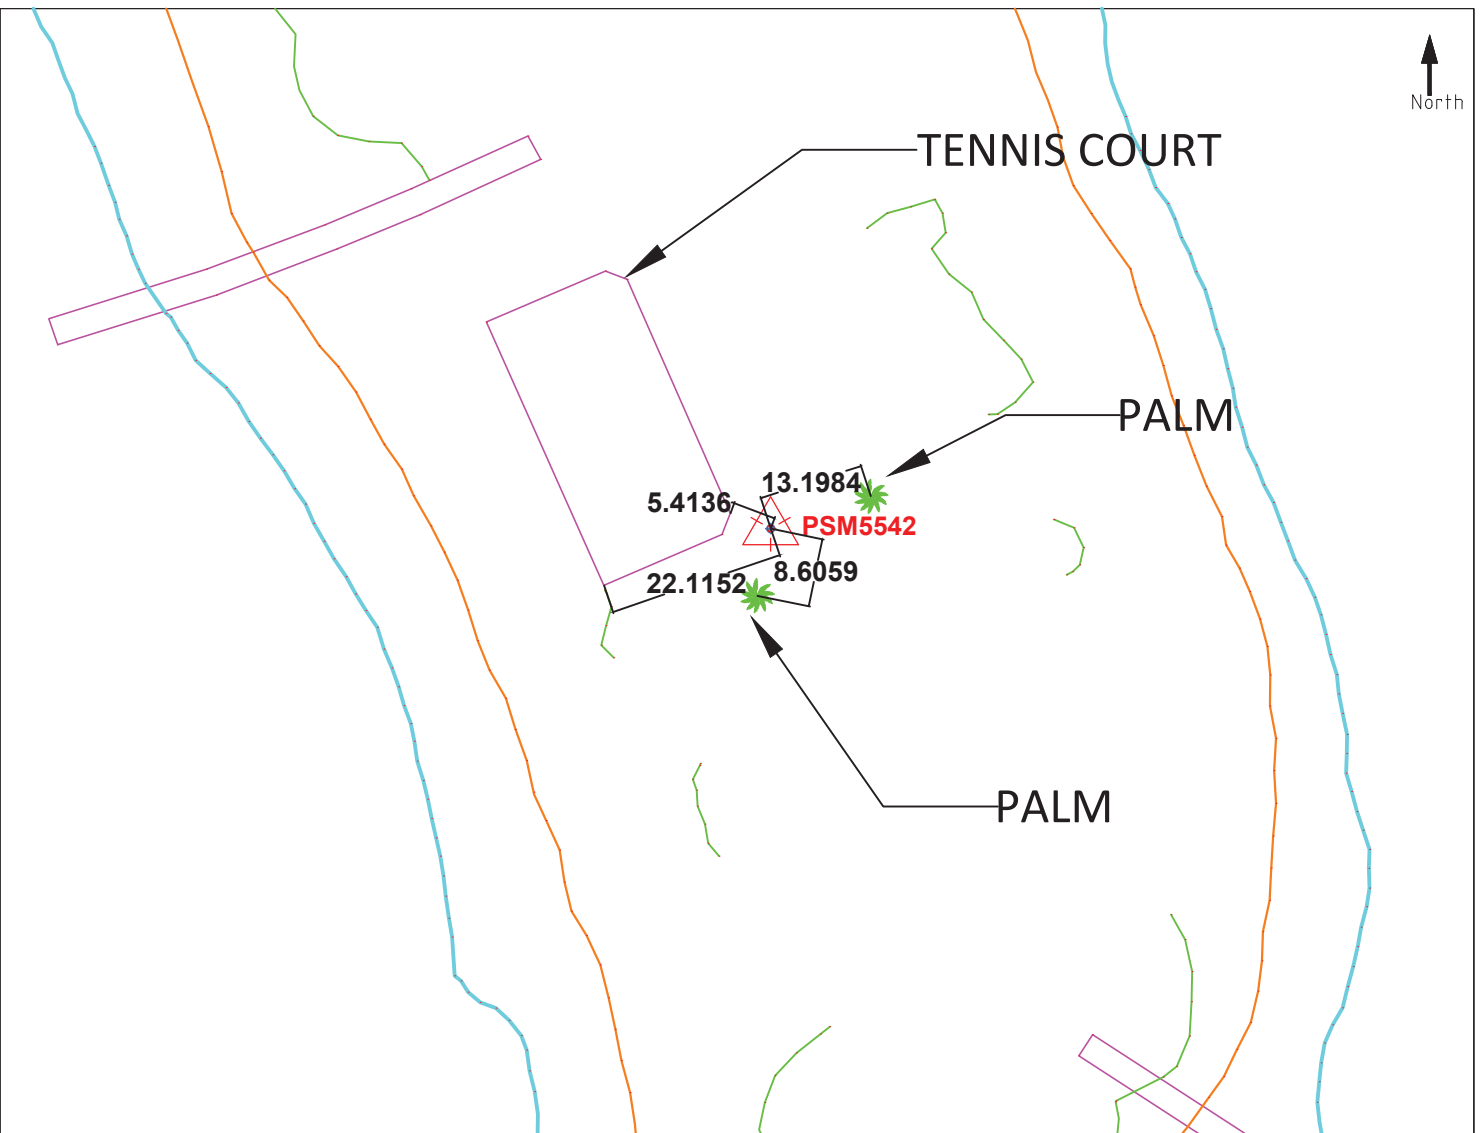 North
TENNIS COURT
PALM
13.1984
5.4136
PSM5542
8.6059
22.1152
PALM